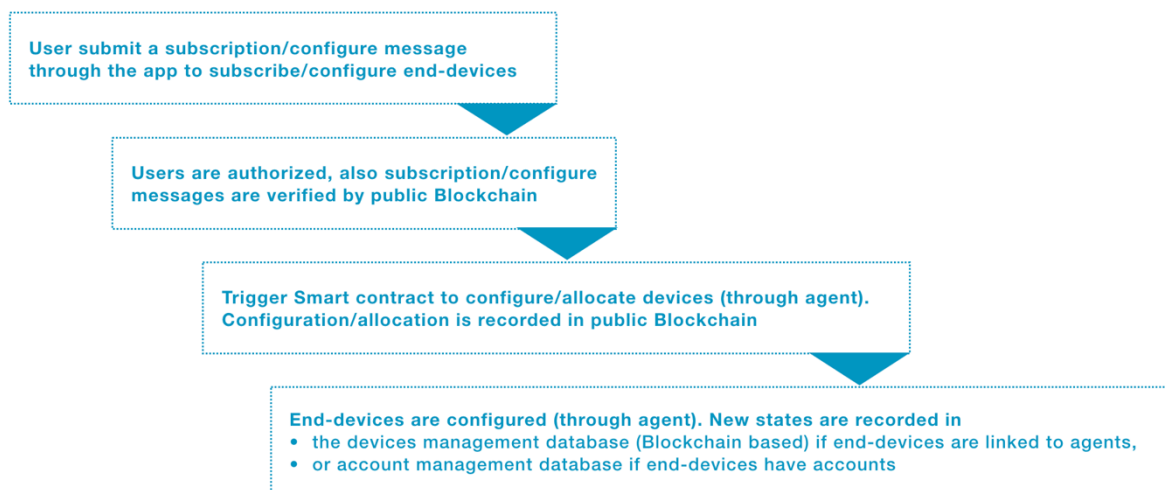 User submit a subscription/configure message
through the app to subscribe/configure end-devices
Users are authorized, also subscription/configure
messages are verified by public Blockchain
Trigger Smart contract to configure/allocate devices (through agent).
Configuration/allocation is recorded in public Blockchain
End-devices are configured (through agent). New states are recorded in
• the devices management database (Blockchain based) if end-devices are linked to agents,
• or account management database if end-devices have accounts